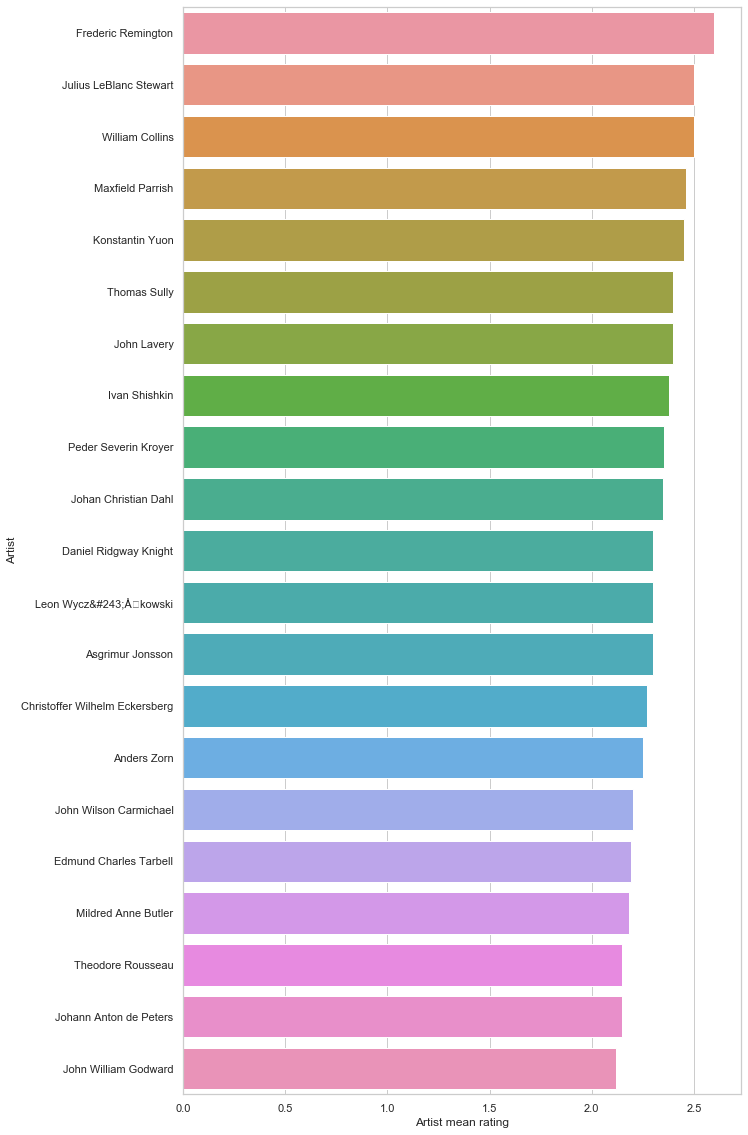 Frederic Remington
Julius LeBlanc Stewart
William Collins
Maxfield Parrish
Konstantin Yuon
Thomas Sully
John Lavery
Ivan Shishkin
Peder Severin Kroyer
Johan Christian Dahl
Artist
Daniel Ridgway Knight
Leon Wycz&#243;Å▯kowski
Asgrimur Jonsson
Christoffer Wilhelm Eckersberg
Anders Zorn
John Wilson Carmichael
Edmund Charles Tarbell
Mildred Anne Butler
Theodore Rousseau
Johann Anton de Peters
John William Godward
0.0 0.5 1.0 1.5 2.0 2.5
Artist mean rating